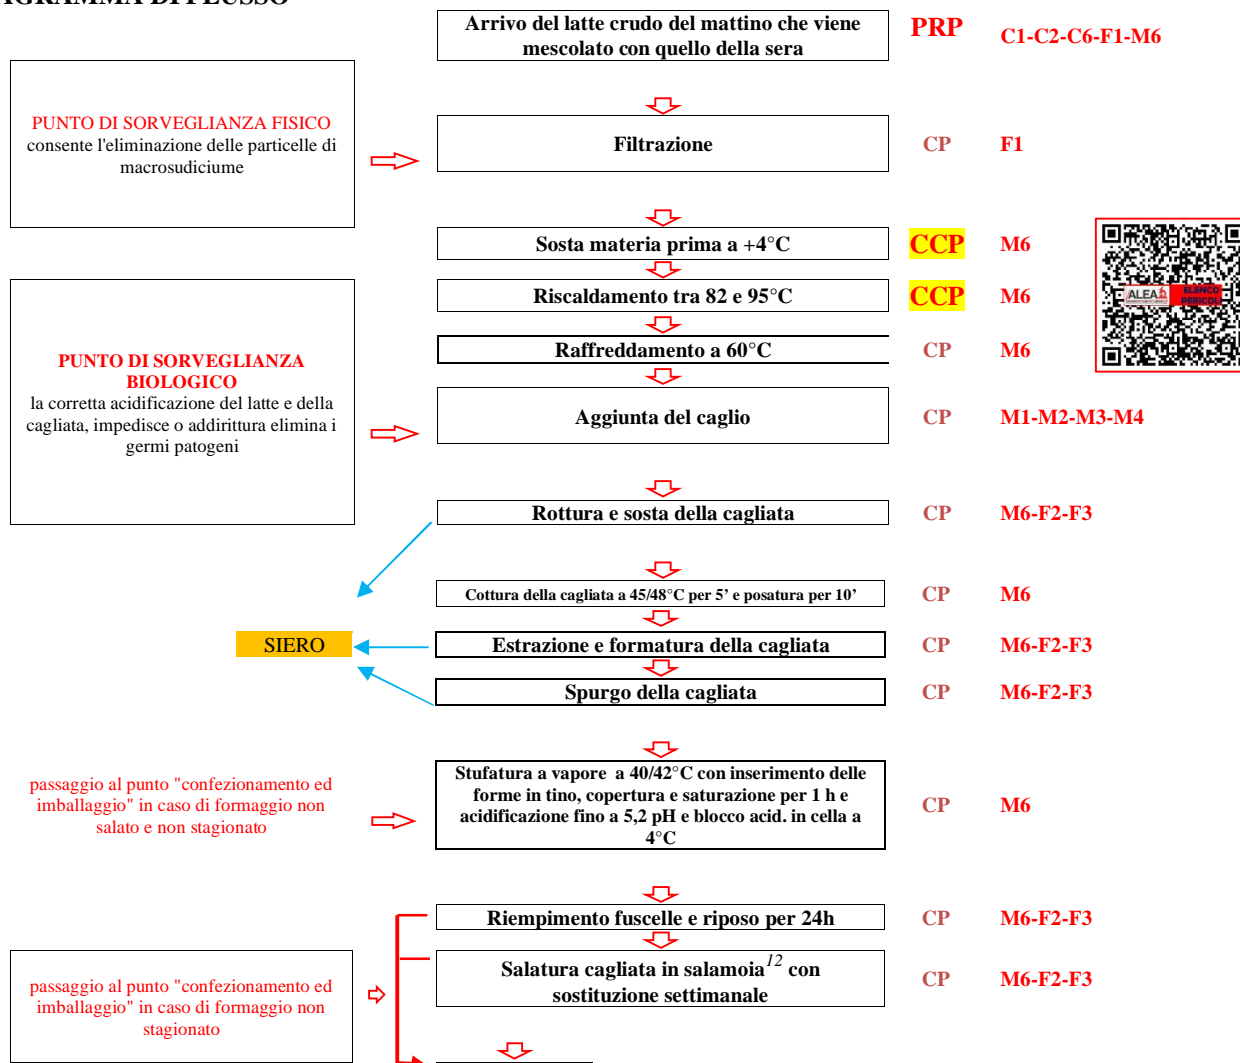 AGRAMMA DI FLUSSO
Arrivo del latte crudo del mattino che viene
mescolato con quello della sera
PRP
C1-C2-C6-F1-M6
PUNTO DI SORVEGLIANZA FISICO
consente l'eliminazione delle particelle di
macrosudiciume
Filtrazione
CP
F1
Sosta materia prima a +4°C
CCP
M6
Riscaldamento tra 82 e 95°C
CCP
M6
ALEA
ELENCO
PERICOLI
Raffreddamento a 60°C
CP
M6
PUNTO DI SORVEGLIANZA
BIOLOGICO
la corretta acidificazione del latte e della
cagliata, impedisce o addirittura elimina i
germi patogeni
Aggiunta del caglio
CP
M1-M2-M3-M4
Rottura e sosta della cagliata
CP
M6-F2-F3
Cottura della cagliata a 45/48°C per 5’ e posatura per 10’
CP
M6
SIERO
Estrazione e formatura della cagliata
CP
M6-F2-F3
Spurgo della cagliata
CP
M6-F2-F3
passaggio al punto "confezionamento ed
imballaggio" in caso di formaggio non
salato e non stagionato
Stufatura a vapore a 40/42°C con inserimento delle
forme in tino, copertura e saturazione per 1 h e
acidificazione fino a 5,2 pH e blocco acid. in cella a
4°C
CP
M6
Riempimento fuscelle e riposo per 24h
CP
M6-F2-F3
passaggio al punto "confezionamento ed
imballaggio" in caso di formaggio non
stagionato
Salatura cagliata in salamoia12 con
sostituzione settimanale
CP
M6-F2-F3